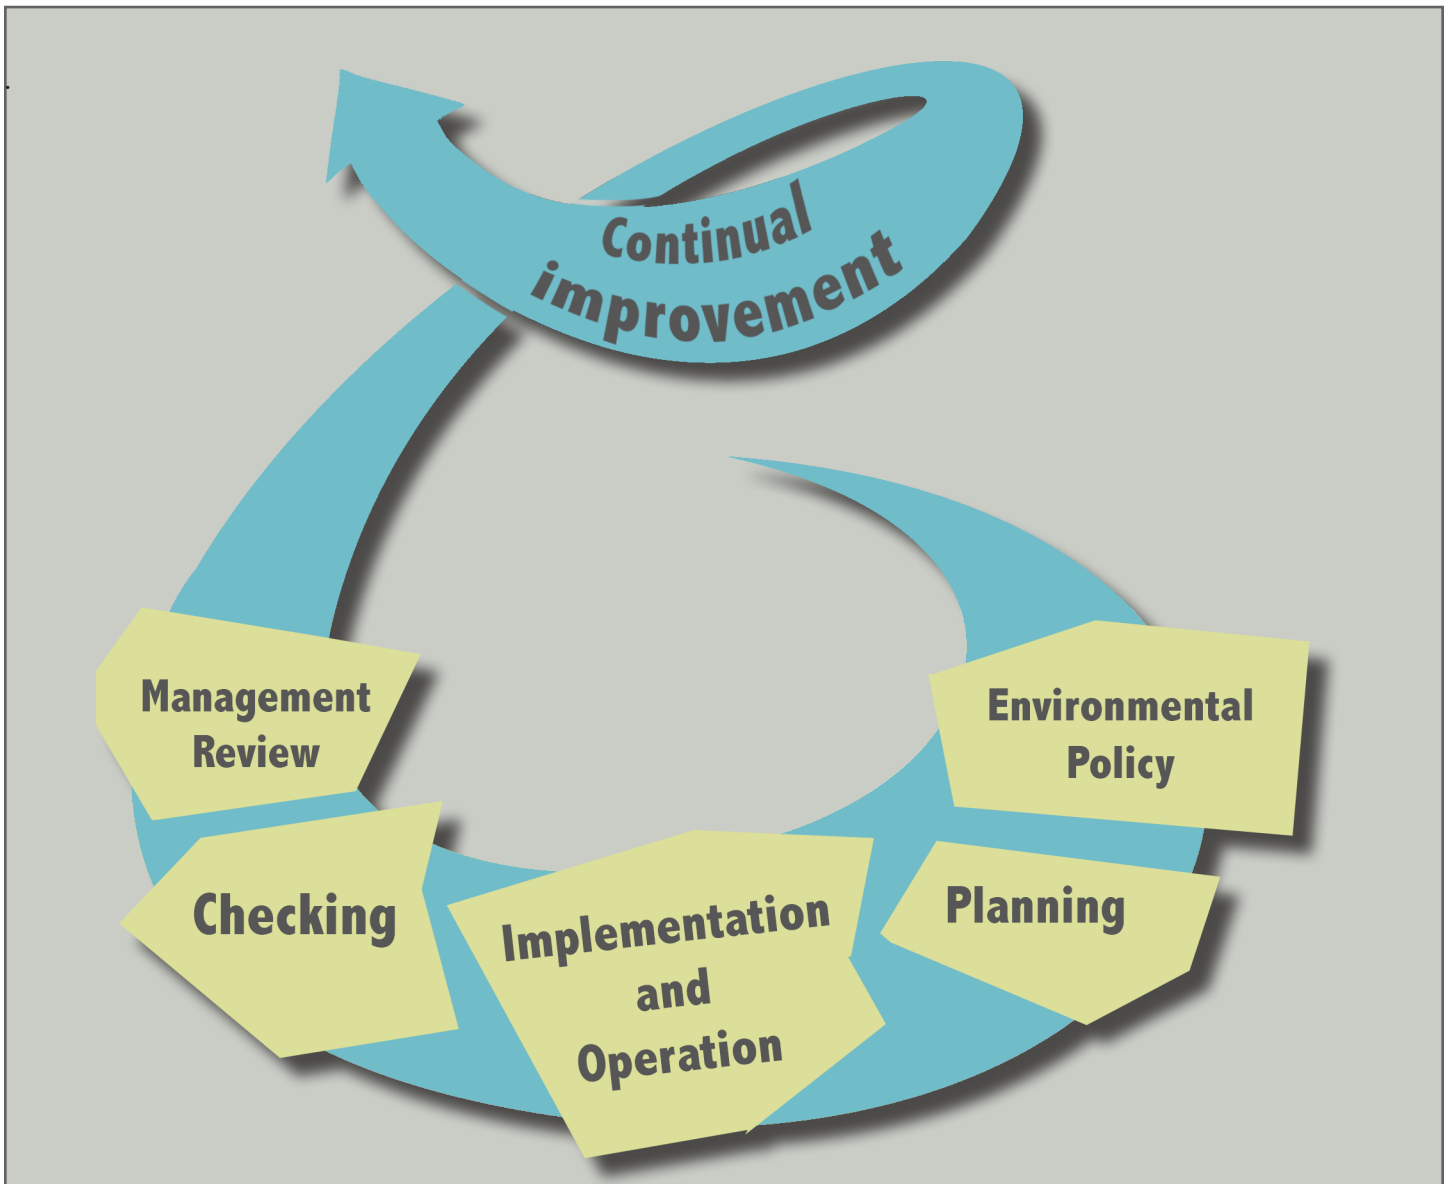 Continual
improvement
Management
Review
Environmental
Policy
Checking
Implementation
and
Operation
Planning